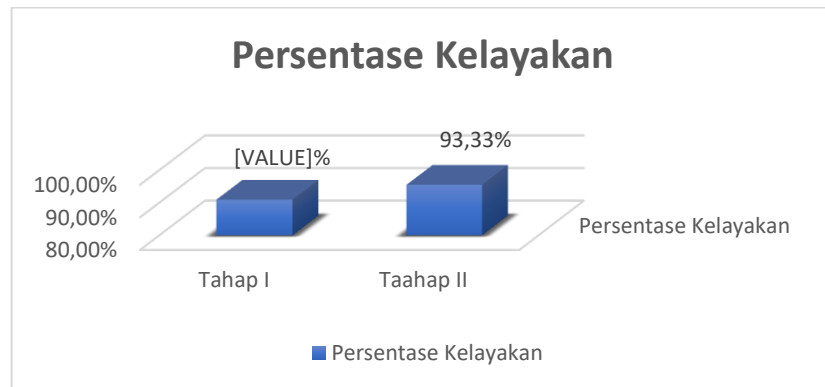 Persentase Kelayakan
93,33%
[VALUE]%
100,00%
90,00%
80,00%
Persentase Kelayakan
Tahap I
Taahap II
Persentase Kelayakan